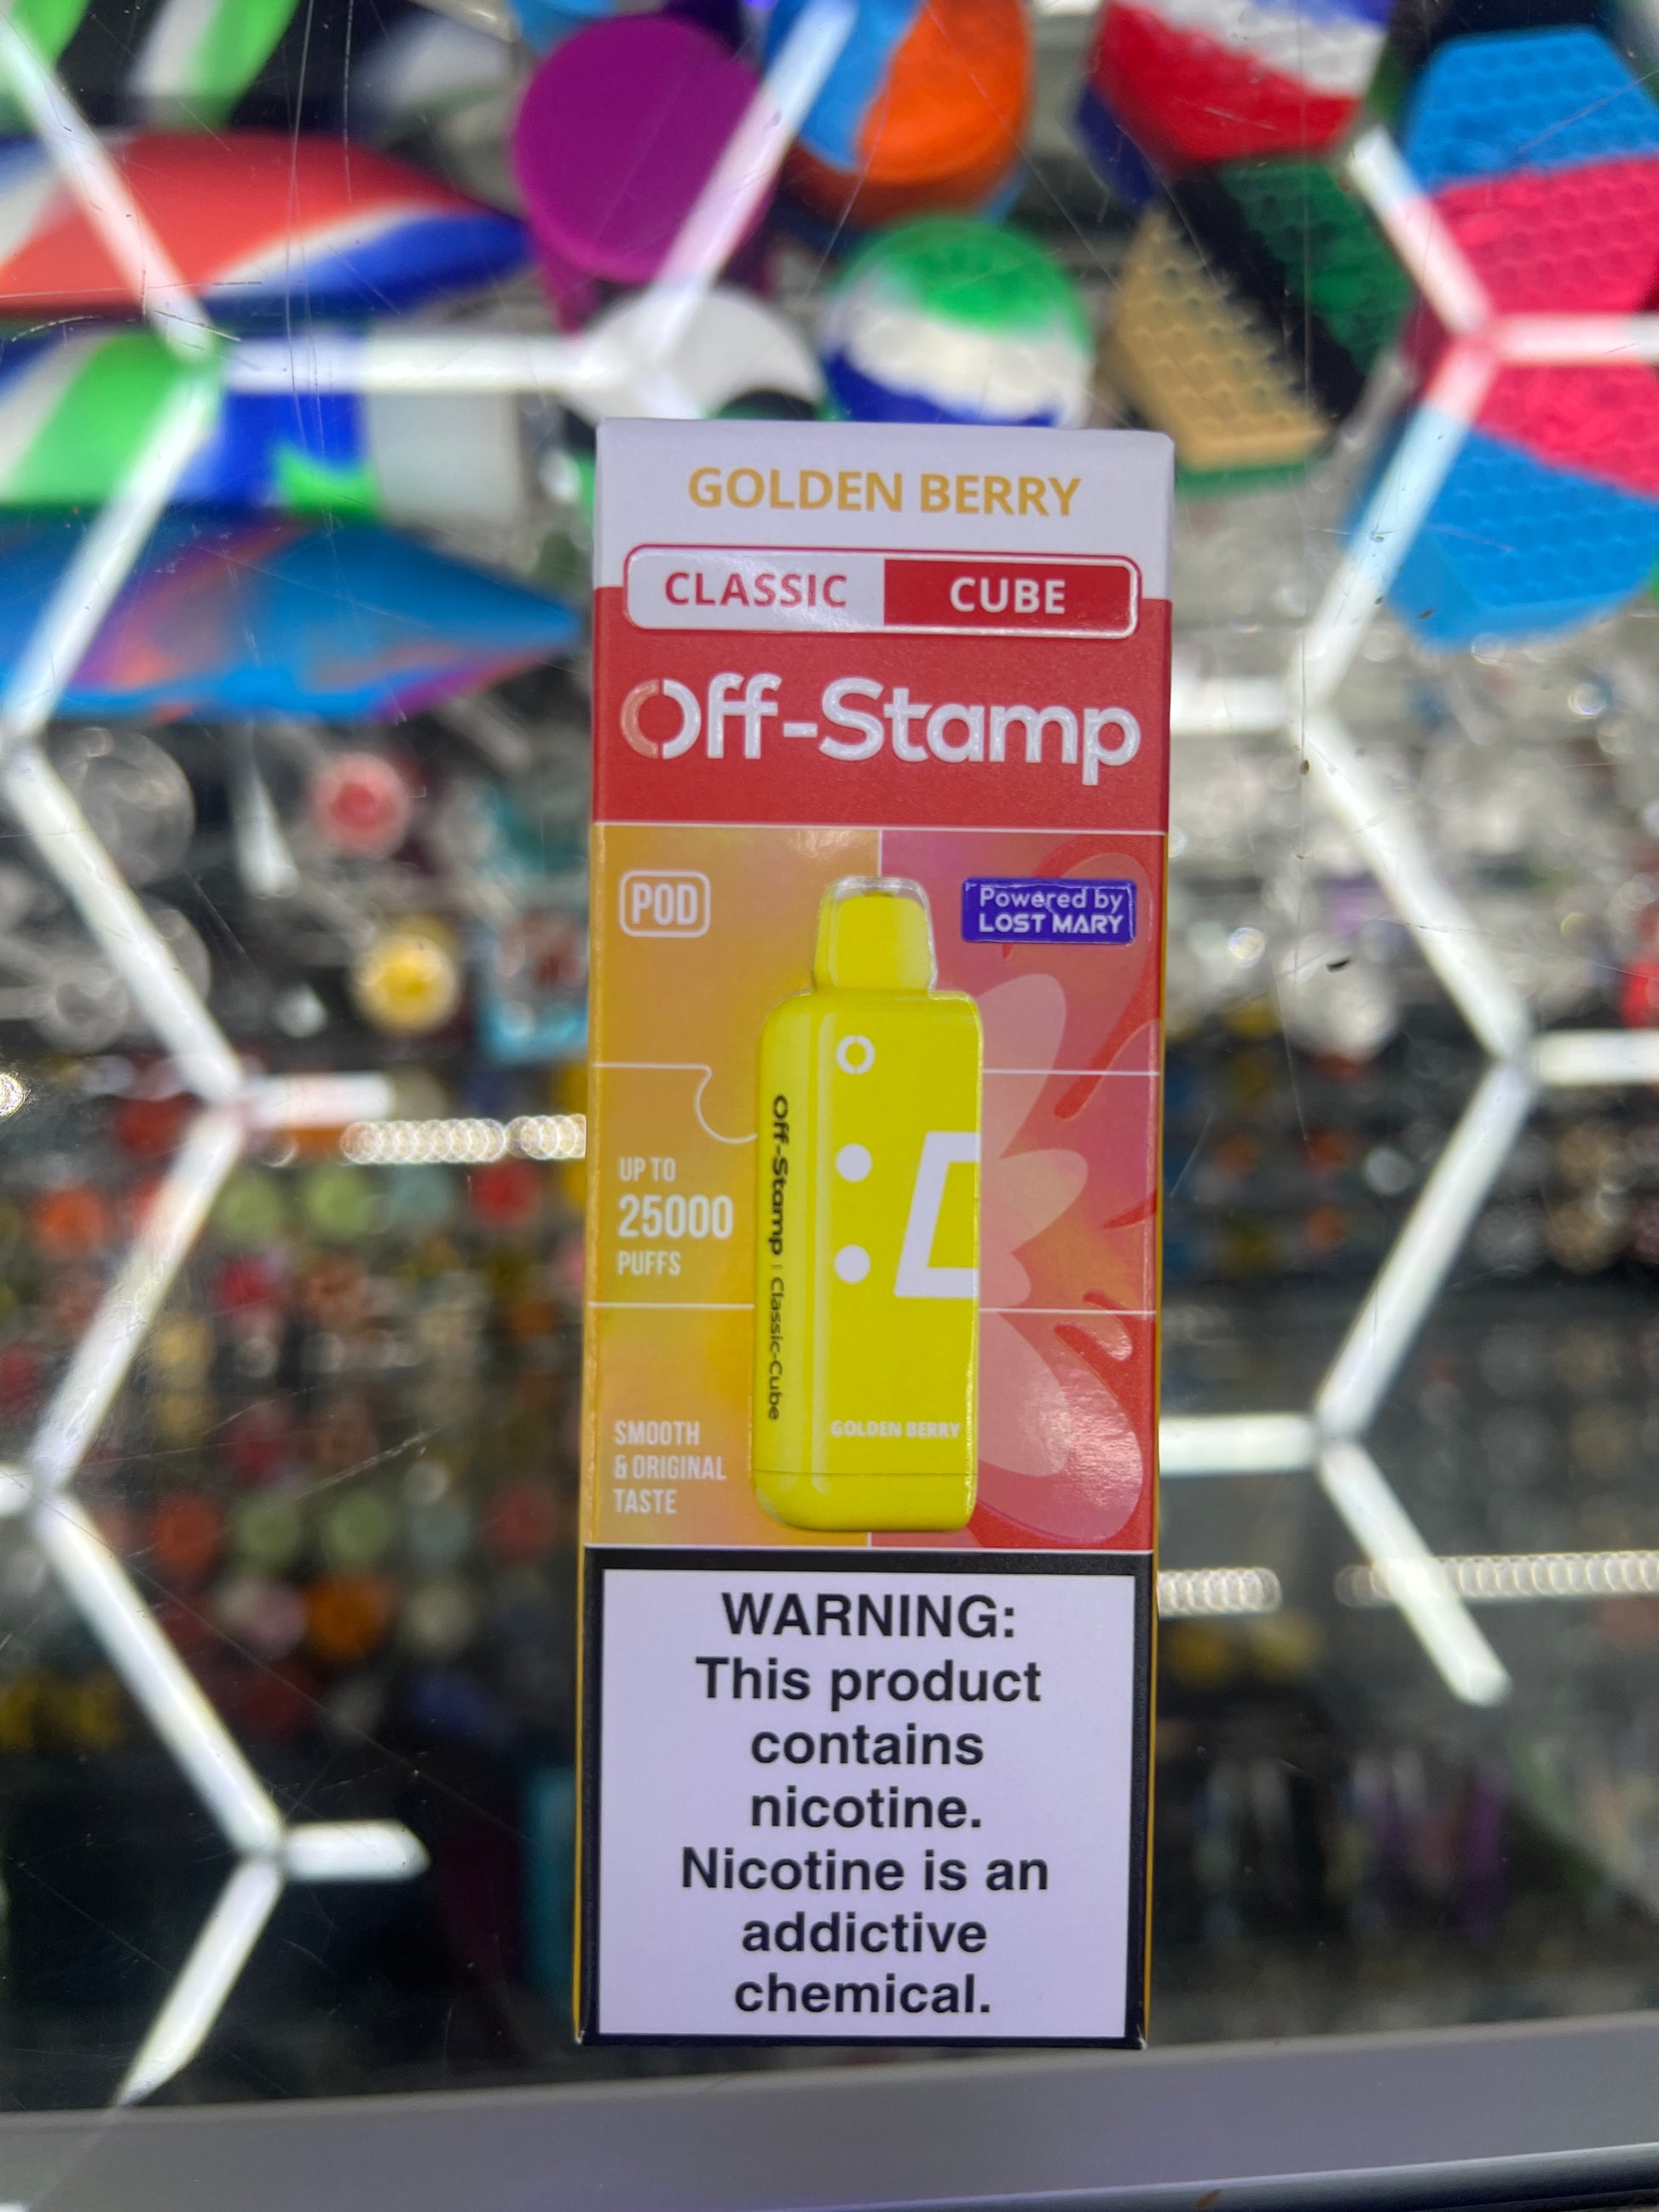 GOLDEN BERRY
CLASSIC CUBE
Off-Stamp
POD
Powered by
LOST MARY
UP TO
25000
PUFFS
Off-Stamp | Classic-Cube
GOLDEN BERRY
SMOOTH
& ORIGINAL
TASTE
WARNING:
This product
contains
nicotine.
Nicotine is an
addictive
chemical.